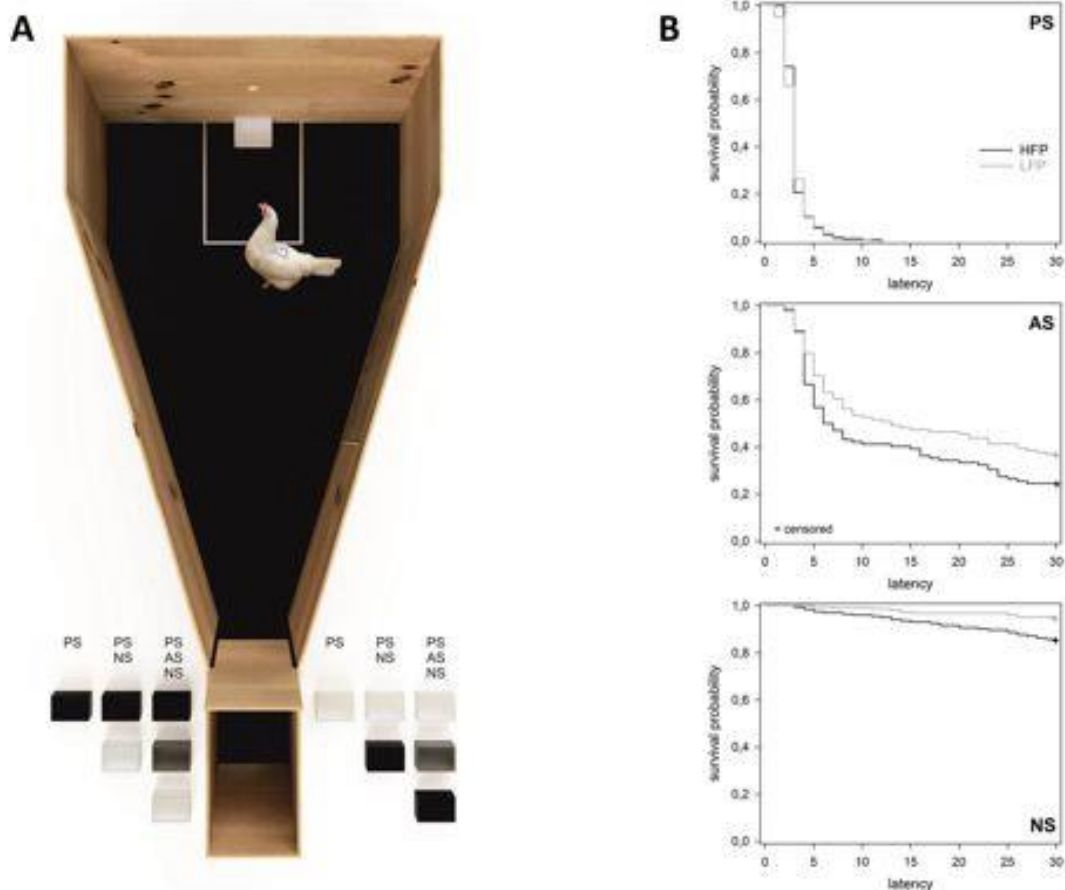 A
PS
PS
NS
PS
AS
NS
PS
PS
NS
PS
AS
NS
B
PS
survival probability
1,0
0,8
0,6
0,4
0,2
0,0
HFP
LFP
0 5 10 15 20 25 30
latency
AS
survival probability
1,0
0,8
0,6
0,4
0,2
0,0
+ censored
0 5 10 15 20 25 30
latency
survival probability
1,0
0,8
0,6
0,4
0,2
0,0
NS
0 5 10 15 20 25 30
latency